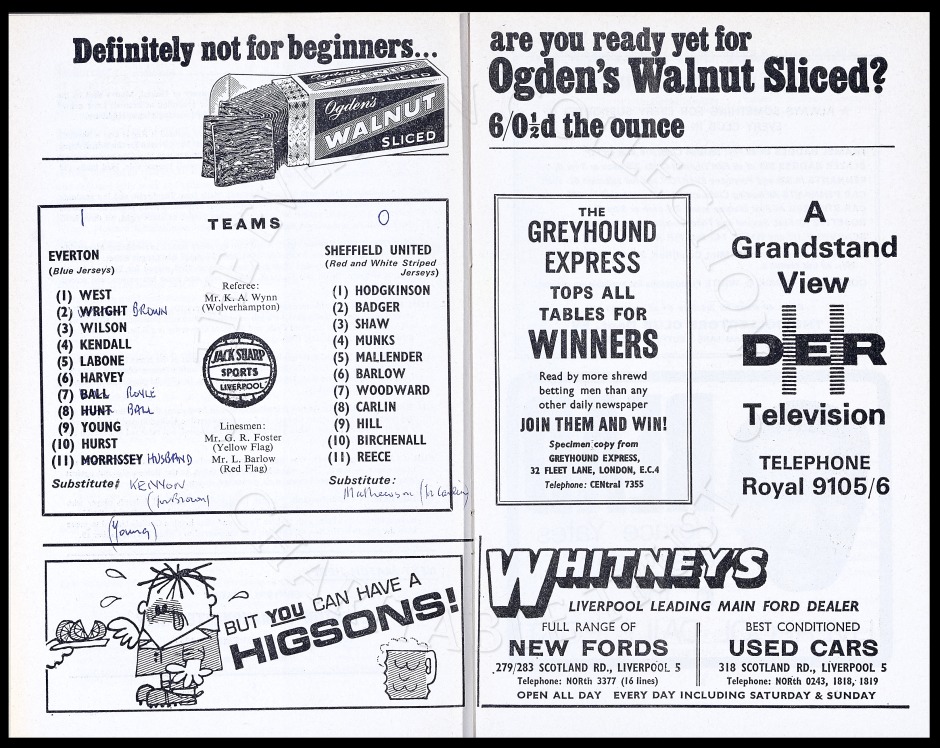 Definitely not for beginners...
Ogden's
WALNUT
SLICED
Ogden's
WALNUT
SLICED
1
0
TEAMS
EVERTON
(Blue Jerseys)
(1) WEST
(2) WRIGHT BROWN
(3) WILSON
(4) KENDALL
(5) LABONE
(6) HARVEY
(7) BALL ROYLE
(8) HUNT BALL
(9) YOUNG
(10) HURST
(11) MORRISSEY HUSBAND
Substitute: KENYON
(for Brown)
(Young)
Referee:
Mr. K. A. Wynn
(Wolverhampton)
JACK SHARP
SPORTS
LIVERPOOL
Linesmen:
Mr. G. R. Foster
(Yellow Flag)
Mr. L. Barlow
(Red Flag)
SHEFFIELD UNITED
(Red and White Striped
Jerseys)
(1) HODGKINSON
(2) BADGER
(3) SHAW
(4) MUNKS
(5) MALLENDER
(6) BARLOW
(7) WOODWARD
(8) CARLIN
(9) HILL
(10) BIRCHENALL
(11) REECE
Substitute:
Mathewson (for Carlin)
BUT YOU CAN HAVE A
HIGSONS!
are you ready yet for
Ogden's Walnut Sliced?
6/0½d the ounce
THE
GREYHOUND
EXPRESS
TOPS ALL
TABLES FOR
WINNERS
Read by more shrewd
betting men than any
other daily newspaper
JOIN THEM AND WIN!
Specimen copy from
GREYHOUND EXPRESS,
32 FLEET LANE, LONDON, E.C.4
Telephone: CENtral 7355
A
Grandstand
View
DER
Television
TELEPHONE
Royal 9105/6
WHITNEY'S
LIVERPOOL LEADING MAIN FORD DEALER
FULL RANGE OF
NEW FORDS
279/283 SCOTLAND RD., LIVERPOOL 5
Telephone: NORth 3377 (16 lines)
BEST CONDITIONED
USED CARS
318 SCOTLAND RD., LIVERPOOL 5
Telephone: NORth 0243, 1818, 1819
OPEN ALL DAY EVERY DAY INCLUDING SATURDAY & SUNDAY